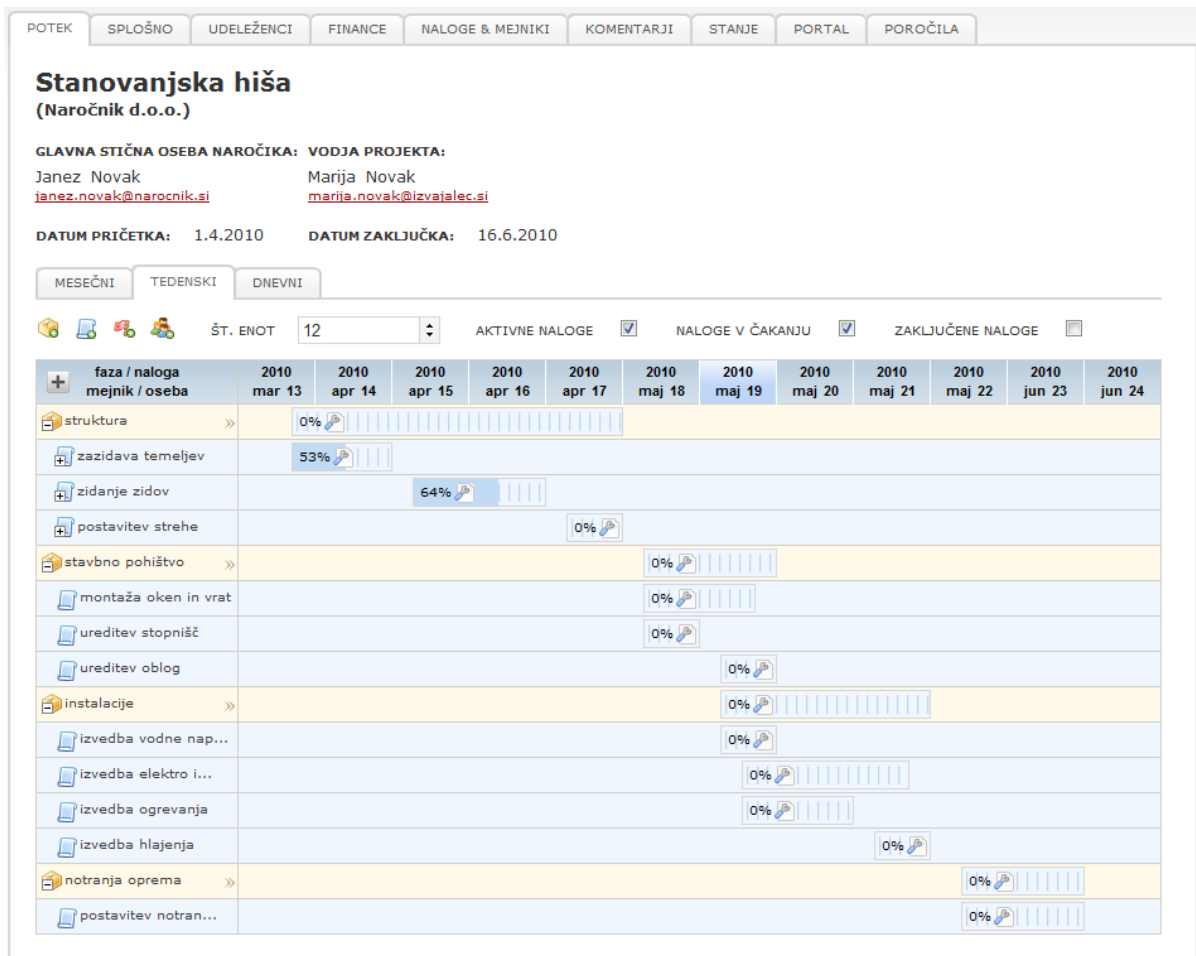 POTEK SPLOŠNO UDELEŽENCI FINANCE NALOGE & MEJNIKI KOMENTARJI STANJE PORTAL POROČILA
Stanovanjska hiša
(Naročnik d.o.o.)
GLAVNA STIČNA OSEBA NAROČIKA: VODJA PROJEKTA:
Janez Novak Marija Novak
janez.novak@narocnik.si marija.novak@izvajalec.si
DATUM PRIČETKA: 1.4.2010 DATUM ZAKLJUČKA: 16.6.2010
MESEČNI TEDENSKI DNEVNI
ŠT. ENOT 12 AKTIVNE NALOGE NALOGE V ČAKANJU ZAKLJUČENE NALOGE
faza / naloga 2010 2010 2010 2010 2010 2010 2010 2010 2010 2010 2010 2010
mejnik / oseba mar 13 apr 14 apr 15 apr 16 apr 17 maj 18 maj 19 maj 20 maj 21 maj 22 jun 23 jun 24
struktura » 0%
zazidava temeljev 53%
zidanje zidov 64%
postavitev strehe 0%
stavbno pohištvo » 0%
montaža oken in vrat 0%
ureditev stopnišč 0%
ureditev oblog 0%
instalacije » 0%
izvedba vodne nap... 0%
izvedba elektro i... 0%
izvedba ogrevanja 0%
izvedba hlajenja 0%
notranja oprema » 0%
postavitev notran... 0%